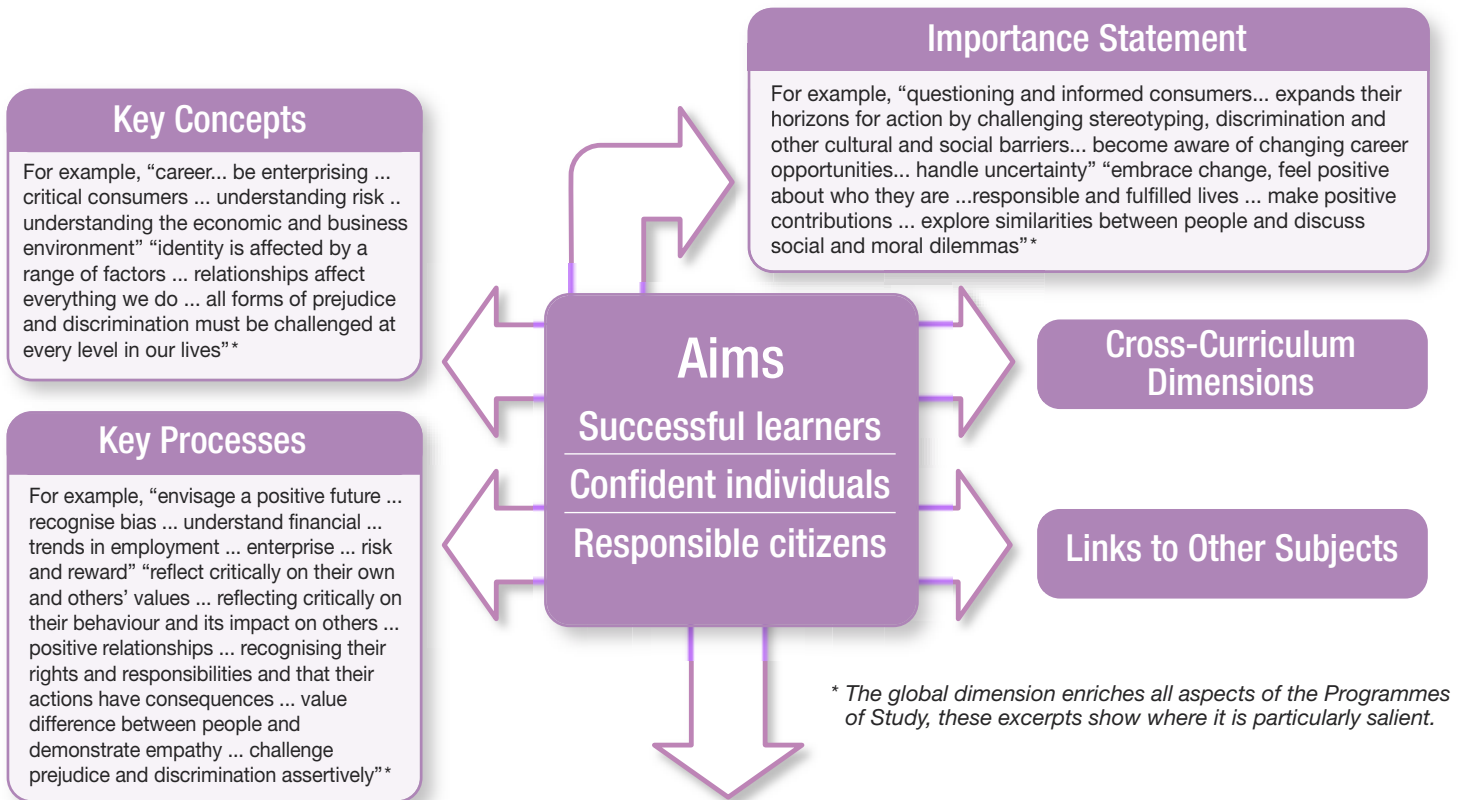 Importance Statement
For example, “questioning and informed consumers... expands their
horizons for action by challenging stereotyping, discrimination and
other cultural and social barriers... become aware of changing career
opportunities... handle uncertainty” “embrace change, feel positive
about who they are ...responsible and fulfilled lives ... make positive
contributions ... explore similarities between people and discuss
social and moral dilemmas”*
Key Concepts
For example, “career... be enterprising ...
critical consumers ... understanding risk ..
understanding the economic and business
environment” “identity is affected by a
range of factors ... relationships affect
everything we do ... all forms of prejudice
and discrimination must be challenged at
every level in our lives”*
Key Processes
For example, “envisage a positive future ...
recognise bias ... understand financial ...
trends in employment ... enterprise ... risk
and reward” “reflect critically on their own
and others’ values ... reflecting critically on
their behaviour and its impact on others ...
positive relationships ... recognising their
rights and responsibilities and that their
actions have consequences ... value
difference between people and
demonstrate empathy ... challenge
prejudice and discrimination assertively”*
Aims
Successful learners
Confident individuals
Responsible citizens
Cross-Curriculum
Dimensions
Links to Other Subjects
* The global dimension enriches all aspects of the Programmes
of Study, these excerpts show where it is particularly salient.